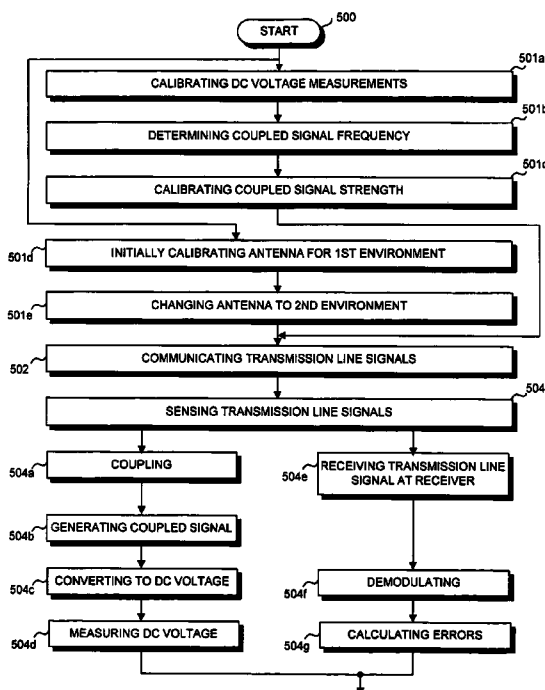 START
500
501a
CALIBRATING DC VOLTAGE MEASUREMENTS
501b
DETERMINING COUPLED SIGNAL FREQUENCY
501c
CALIBRATING COUPLED SIGNAL STRENGTH
501d
INITIALLY CALIBRATING ANTENNA FOR 1ST ENVIRONMENT
501e
CHANGING ANTENNA TO 2ND ENVIRONMENT
502
COMMUNICATING TRANSMISSION LINE SIGNALS
504
SENSING TRANSMISSION LINE SIGNALS
504a
COUPLING
504b
GENERATING COUPLED SIGNAL
504c
CONVERTING TO DC VOLTAGE
504d
MEASURING DC VOLTAGE
504e
RECEIVING TRANSMISSION LINE
SIGNAL AT RECEIVER
504f
DEMODULATING
504g
CALCULATING ERRORS